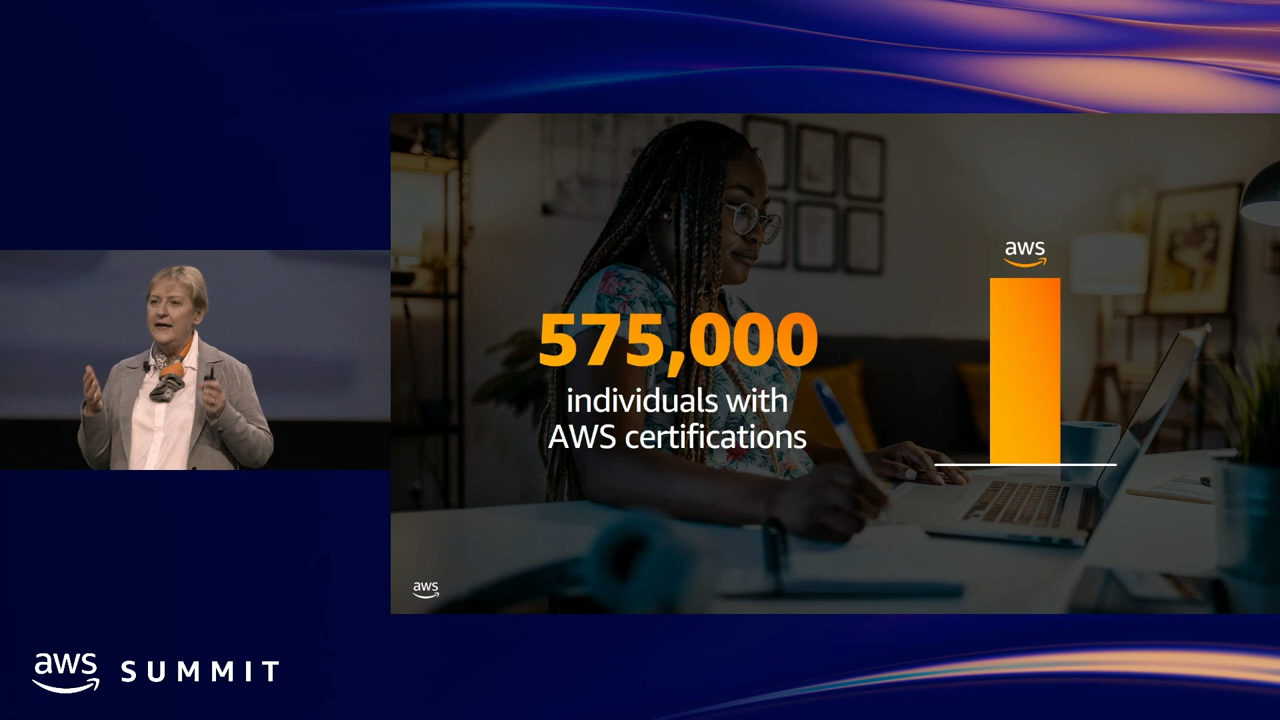 aws
575,000
individuals with
AWS certifications
aws
aws SUMMIT